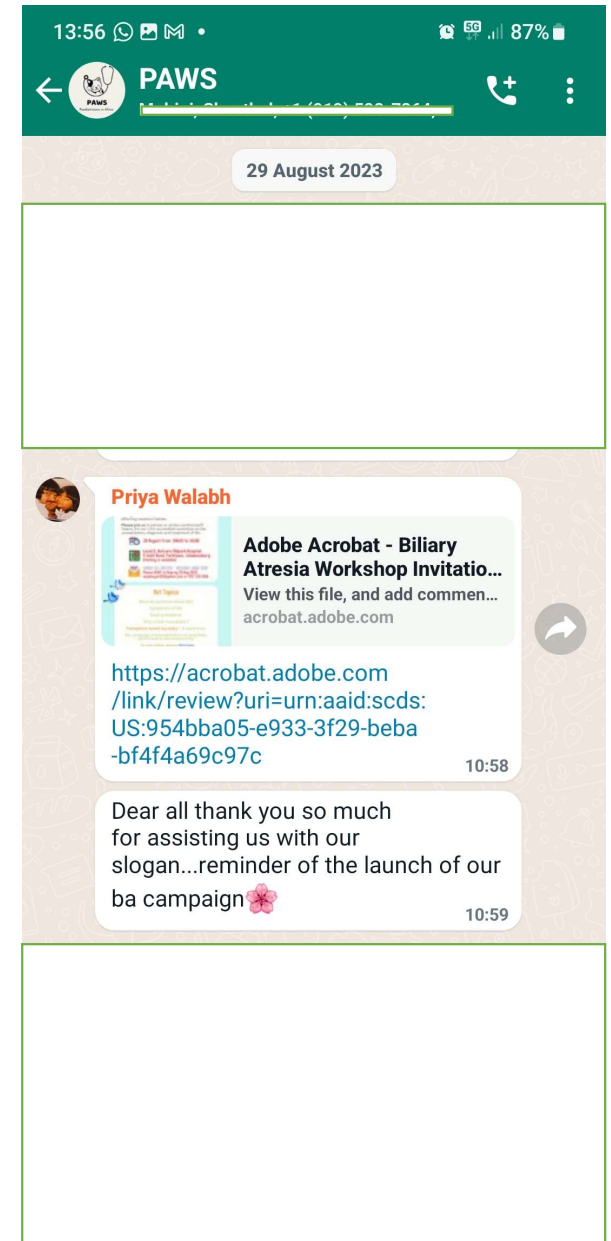 13:56
5G
87%
PAWS
PAWS
29 August 2023
Priya Walabh
Adobe Acrobat - Biliary
Atresia Workshop Invitatio...
View this file, and add commen...
acrobat.adobe.com
https://acrobat.adobe.com
/link/review?uri=urn:aaid:scds:
US:954bba05-e933-3f29-beba
-bf4f4a69c97c
10:58
Dear all thank you so much
for assisting us with our
slogan...reminder of the launch of our
ba campaign🌸
10:59